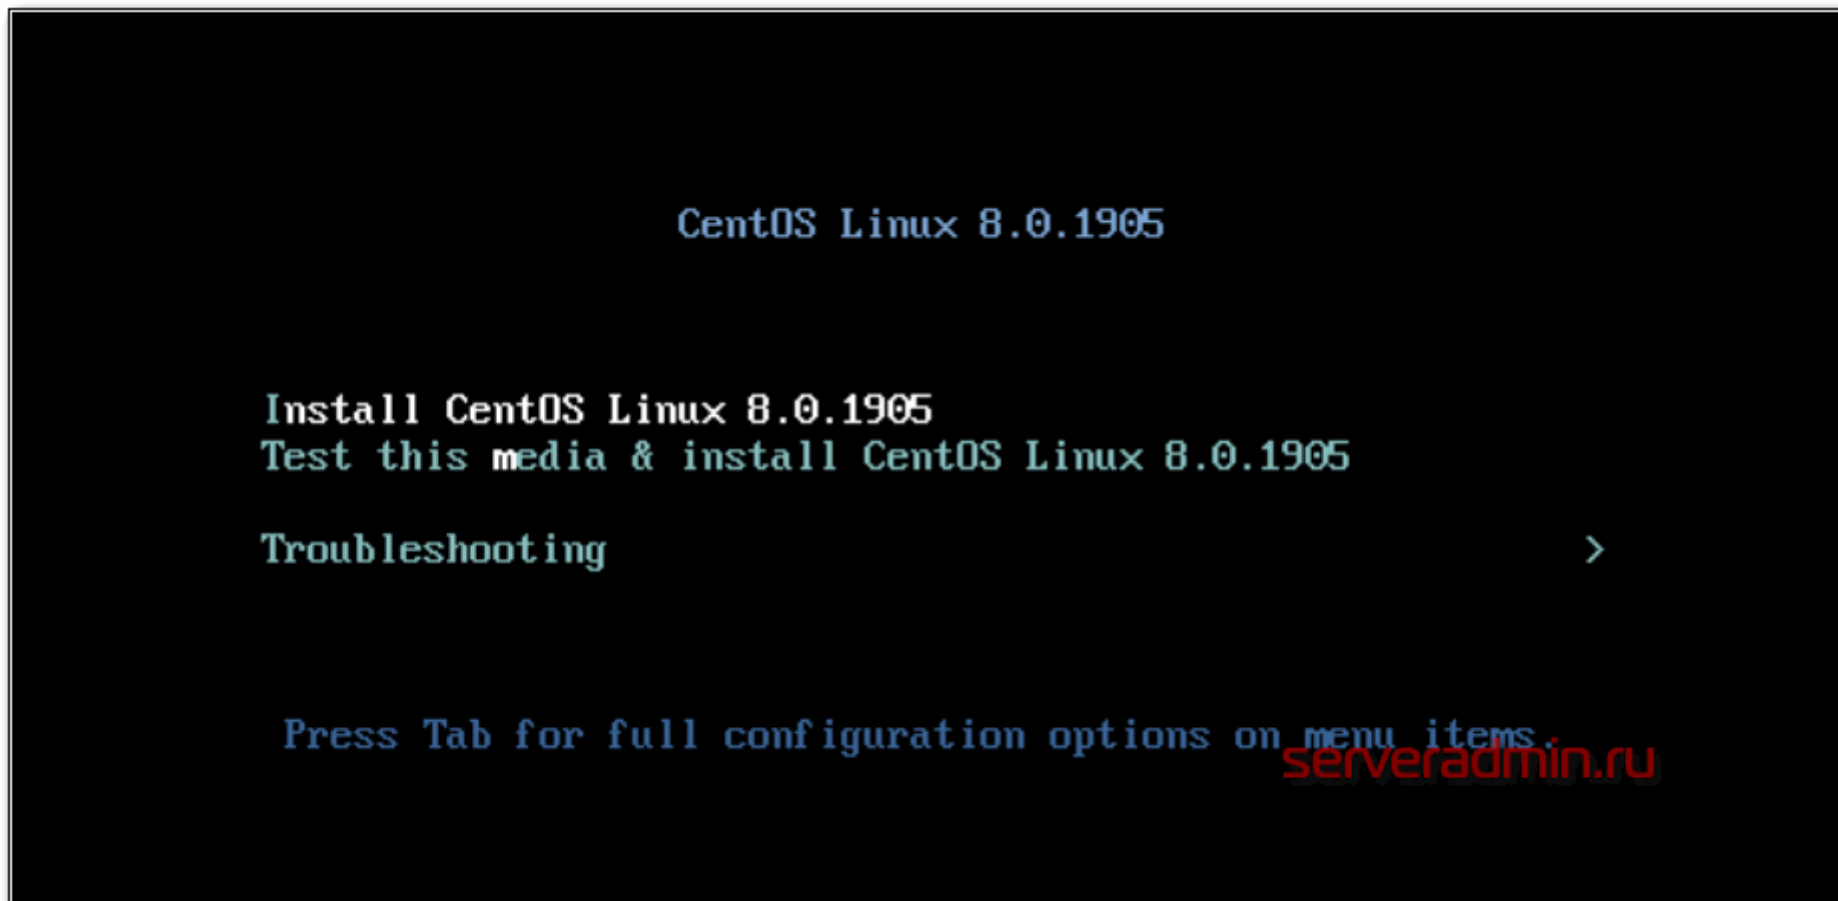 CentOS Linux 8.0.1905
Install CentOS Linux 8.0.1905
Test this media & install CentOS Linux 8.0.1905
Troubleshooting >
Press Tab for full configuration options on menu items.
serveradmin.ru